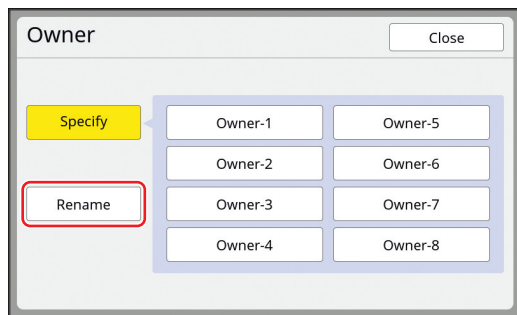 Owner
Close
Specify
Owner-1
Owner-5
Owner-2
Owner-6
Rename
Owner-3
Owner-7
Owner-4
Owner-8